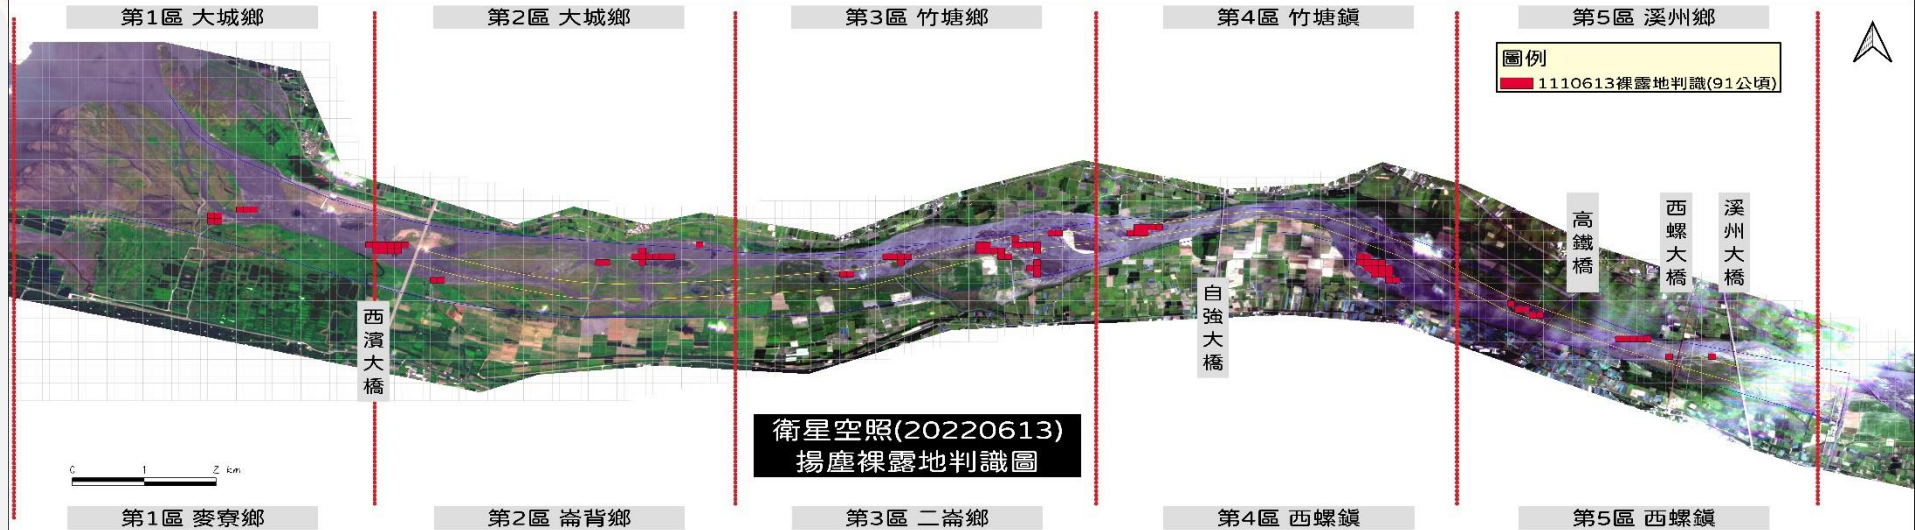 第1區 大城鄉
第2區 大城鄉
第3區 竹塘鄉
第4區 竹塘鎮
第5區 溪州鄉
圖例
1110613裸露地判識(91公頃)
高鐵橋
西螺大橋
溪州大橋
自強大橋
西濱大橋
衛星空照(20220613)
揚塵裸露地判識圖
0 1 2 km
第1區 麥寮鄉
第2區 崙背鄉
第3區 二崙鄉
第4區 西螺鎮
第5區 西螺鎮